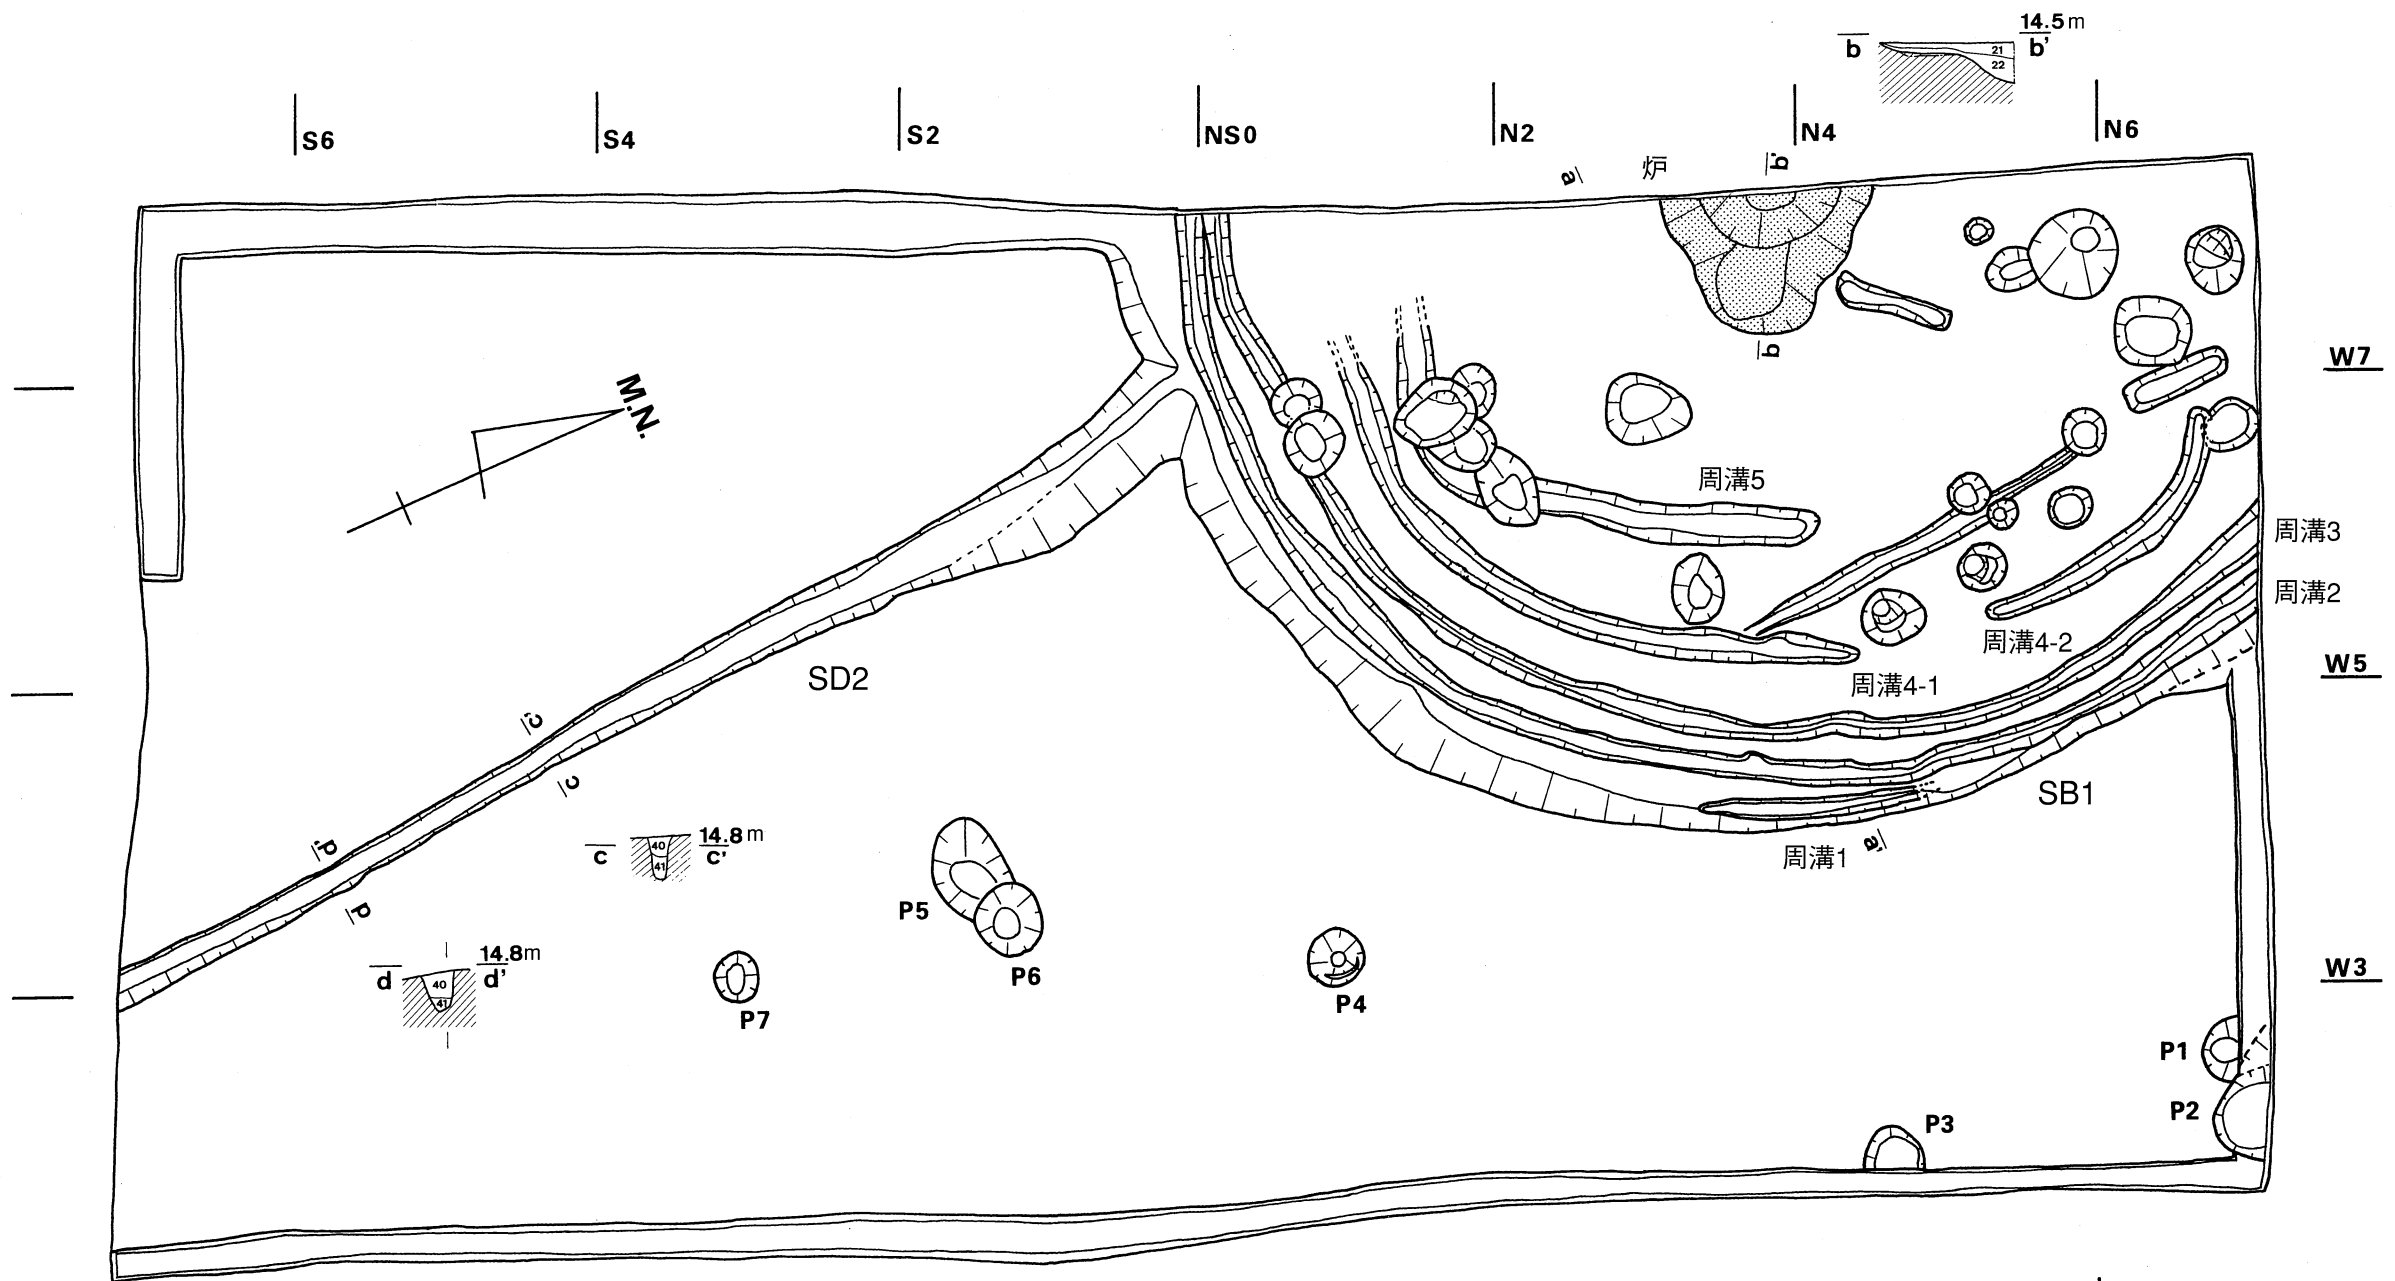 14.5m
b b'
21
22
S6 S4 S2 NS0 N2 N4 N6
a 炉 b'
b
W7
M.N.
周溝5
周溝3
周溝2
周溝4-2
W5
SD2
周溝4-1
c'
c
SB1
14.8m
c c'
40
41
周溝1 a'
d'
d
P5
14.8m
d d'
40
41
P6
P7
P4
W3
P1
P2
P3